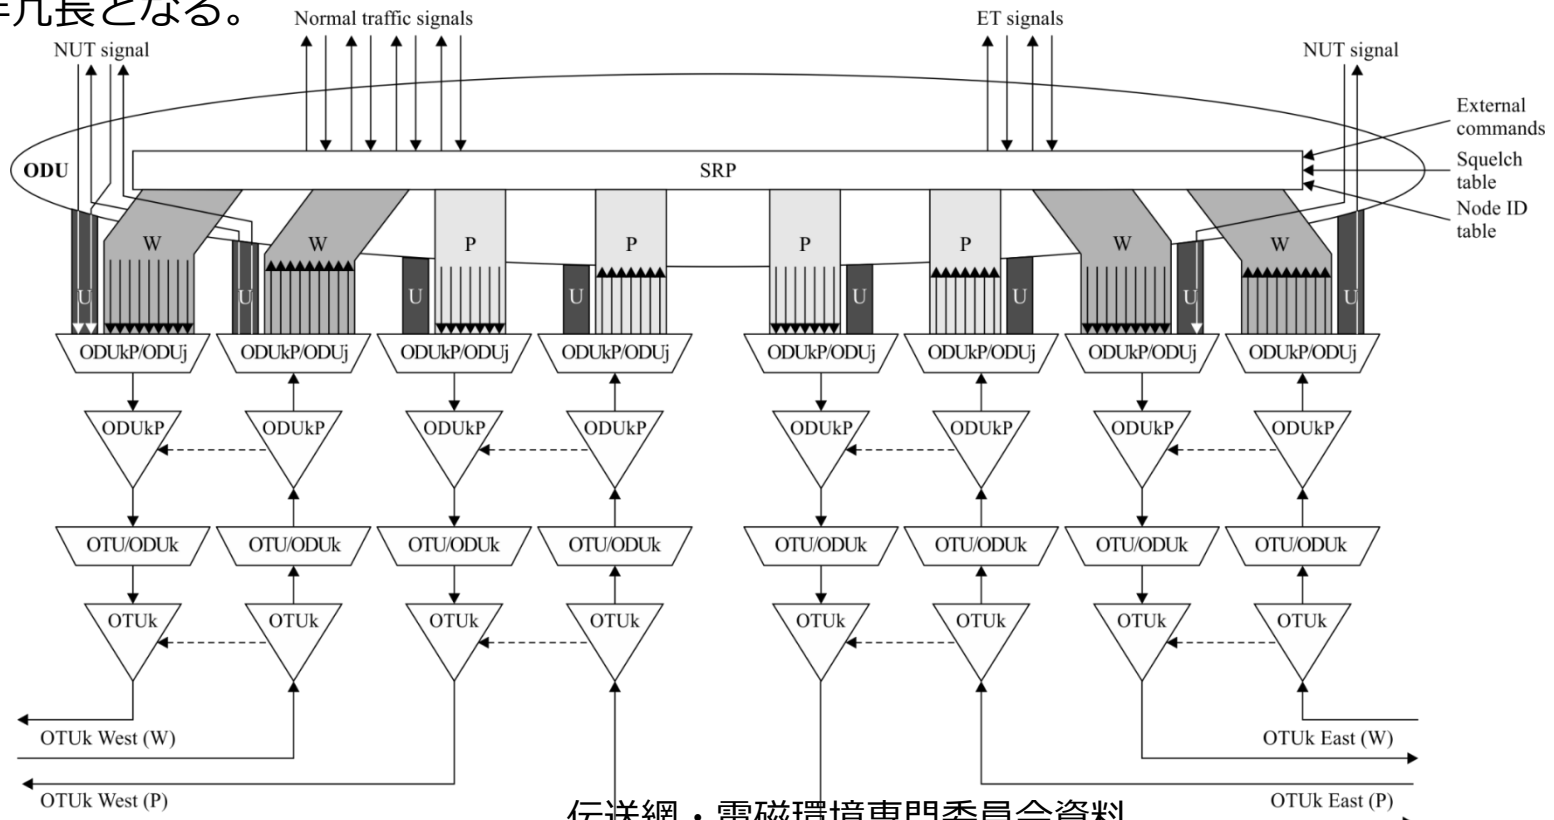 長となる。
Normal traffic signals
ET signals
NUT signal
NUT signal
External
commands
ODU
SRP
Squelch
table
Node ID
table
W
W
P
P
P
P
W
W
U
U
U
U
U
U
U
U
ODUkP/ODUj
ODUkP/ODUj
ODUkP/ODUj
ODUkP/ODUj
ODUkP/ODUj
ODUkP/ODUj
ODUkP/ODUj
ODUkP/ODUj
ODUkP
ODUkP
ODUkP
ODUkP
ODUkP
ODUkP
ODUkP
ODUkP
OTU/ODUk
OTU/ODUk
OTU/ODUk
OTU/ODUk
OTU/ODUk
OTU/ODUk
OTU/ODUk
OTU/ODUk
OTUk
OTUk
OTUk
OTUk
OTUk
OTUk
OTUk
OTUk
OTUk West (W)
OTUk East (W)
OTUk West (P)
OTUk East (P)
伝送網・電磁環境専門委員会資料